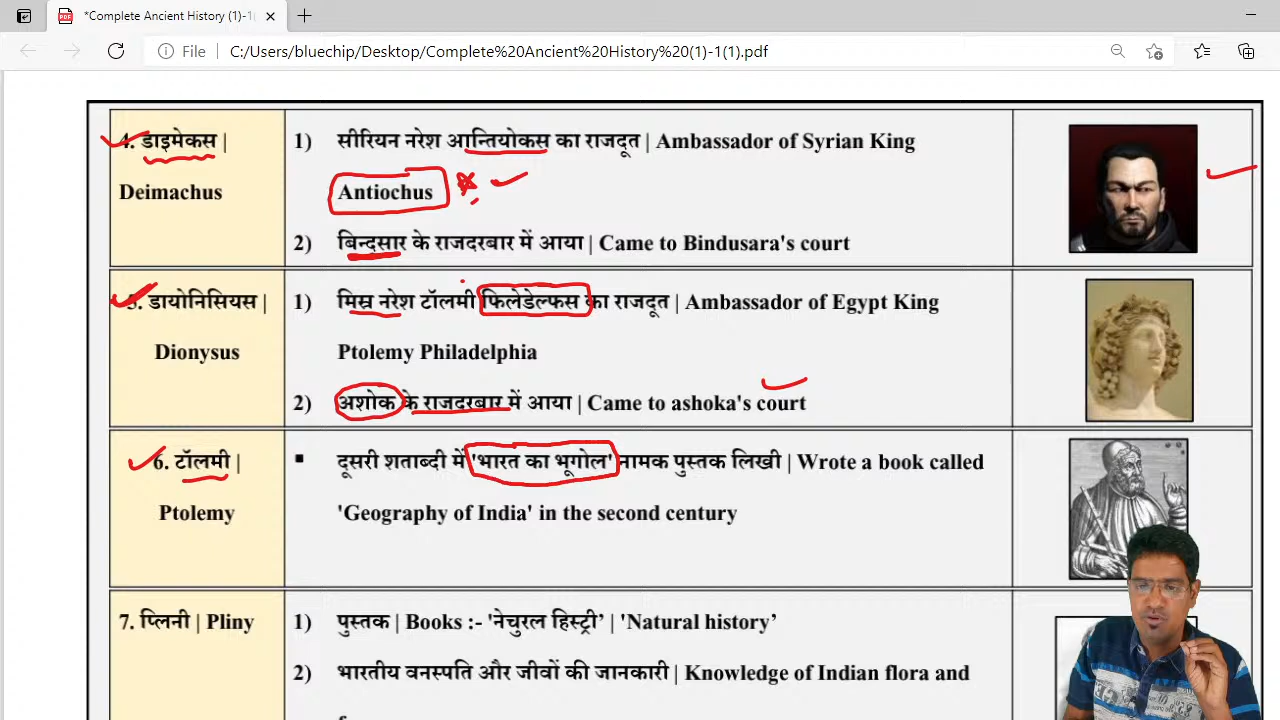 *Complete Ancient History (1)-1(
File C:/Users/bluechip/Desktop/Complete%20Ancient%20History%20(1)-1(1).pdf
4. डाइमेकस |
Deimachus
1) सीरियन नरेश आन्तियोकस का राजदूत | Ambassador of Syrian King
Antiochus
2) बिन्दुसार के राजदरबार में आया | Came to Bindusara's court
5. डायोनिसियस |
Dionysus
1) मिस्र नरेश टॉलमी फिलेडेल्फस का राजदूत | Ambassador of Egypt King
Ptolemy Philadelphia
2) अशोक के राजदरबार में आया | Came to ashoka's court
6. टॉलमी |
Ptolemy
▪ दूसरी शताब्दी में 'भारत का भूगोल' नामक पुस्तक लिखी | Wrote a book called
'Geography of India' in the second century
7. प्लिनी | Pliny
1) पुस्तक | Books :- 'नेचुरल हिस्ट्री' | 'Natural history’
2) भारतीय वनस्पति और जीवों की जानकारी | Knowledge of Indian flora and